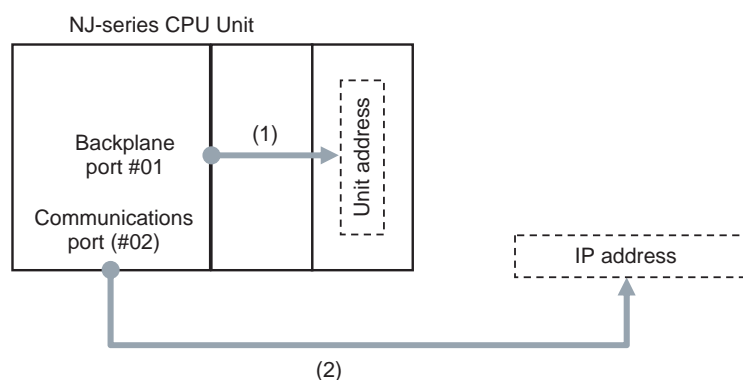 NJ-series CPU Unit
Backplane
port #01
(1)
Unit address
Communications
port (#02)
IP address
(2)